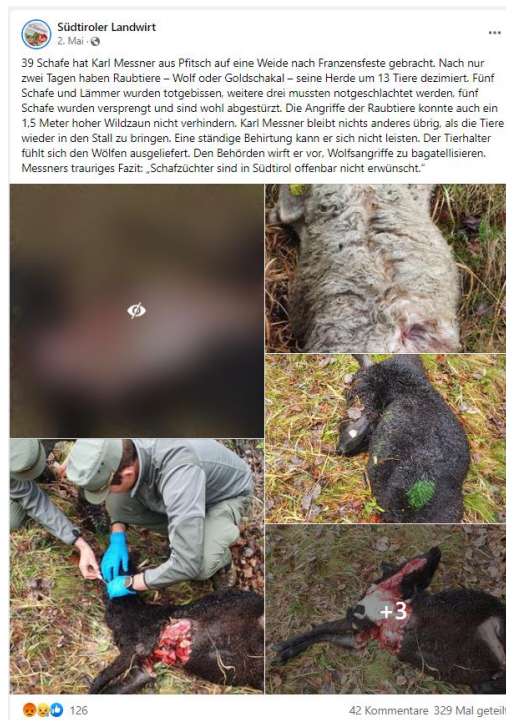 Südtiroler Landwirt
2. Mai ·
39 Schafe hat Karl Messner aus Pfitsch auf eine Weide nach Franzensfeste gebracht. Nach nur
zwei Tagen haben Raubtiere – Wolf oder Goldschakal – seine Herde um 13 Tiere dezimiert. Fünf
Schafe und Lämmer wurden totgebissen, weitere drei mussten notgeschlachtet werden, fünf
Schafe wurden versprengt und sind wohl abgestürzt. Die Angriffe der Raubtiere konnte auch ein
1,5 Meter hoher Wildzaun nicht verhindern. Karl Messner bleibt nichts anderes übrig, als die Tiere
wieder in den Stall zu bringen. Eine ständige Behirtung kann er sich nicht leisten. Der Tierhalter
fühlt sich den Wölfen ausgeliefert. Den Behörden wirft er vor, Wolfsangriffe zu bagatellisieren.
Messners trauriges Fazit: „Schafzüchter sind in Südtirol offenbar nicht erwünscht.“
+3
126
42 Kommentare 329 Mal geteilt